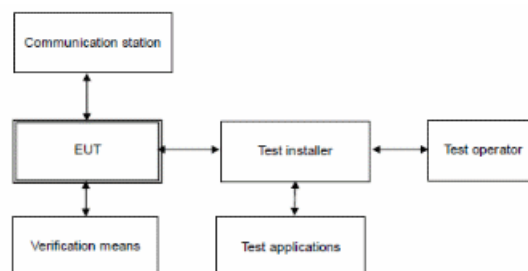 Communication station
EUT
Test installer
Test operator
Verification means
Test applications